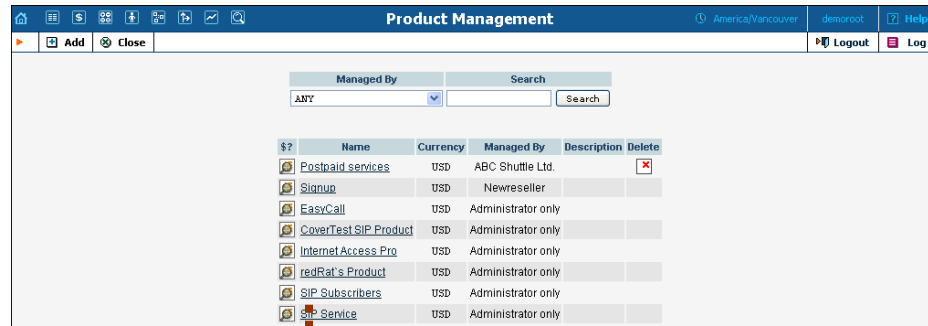 Product Management America/Vancouver demoroot ? Help
Add Close Logout Log
Managed By Search
ANY Search
$? Name Currency Managed By Description Delete
Postpaid services USD ABC Shuttle Ltd.
Signup USD Newreseller
EasyCall USD Administrator only
CoverTest SIP Product USD Administrator only
Internet Access Pro USD Administrator only
redRat`s Product USD Administrator only
SIP Subscribers USD Administrator only
SIP Service USD Administrator only